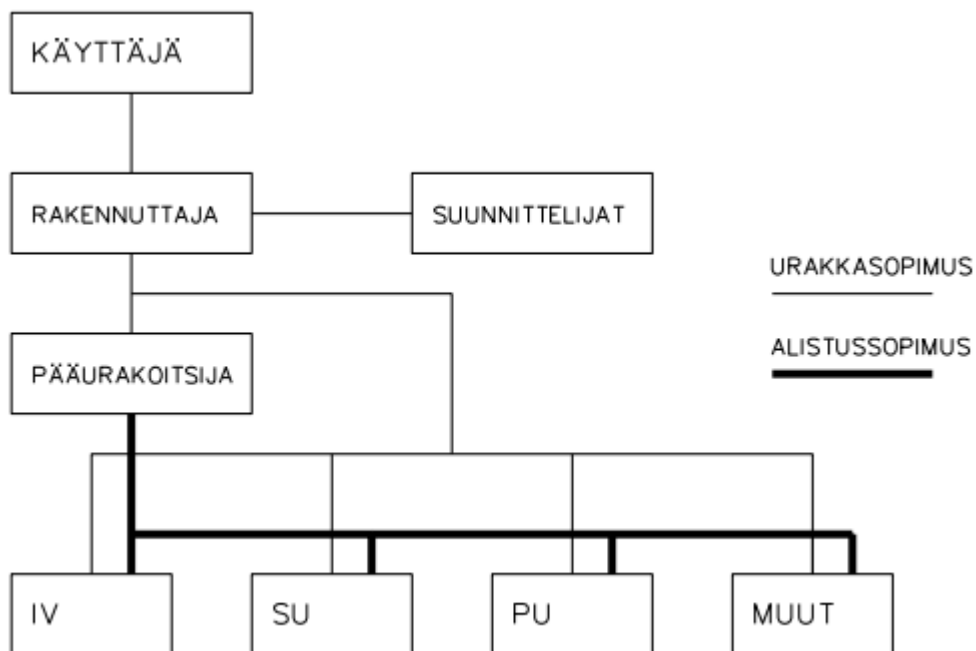 KÄYTTÄJÄ
RAKENNUTTAJA
SUUNNITTELIJAT
URAKKASOPIMUS
ALISTUSSOPIMUS
PÄÄURAKOITSIJA
IV
SU
PU
MUUT